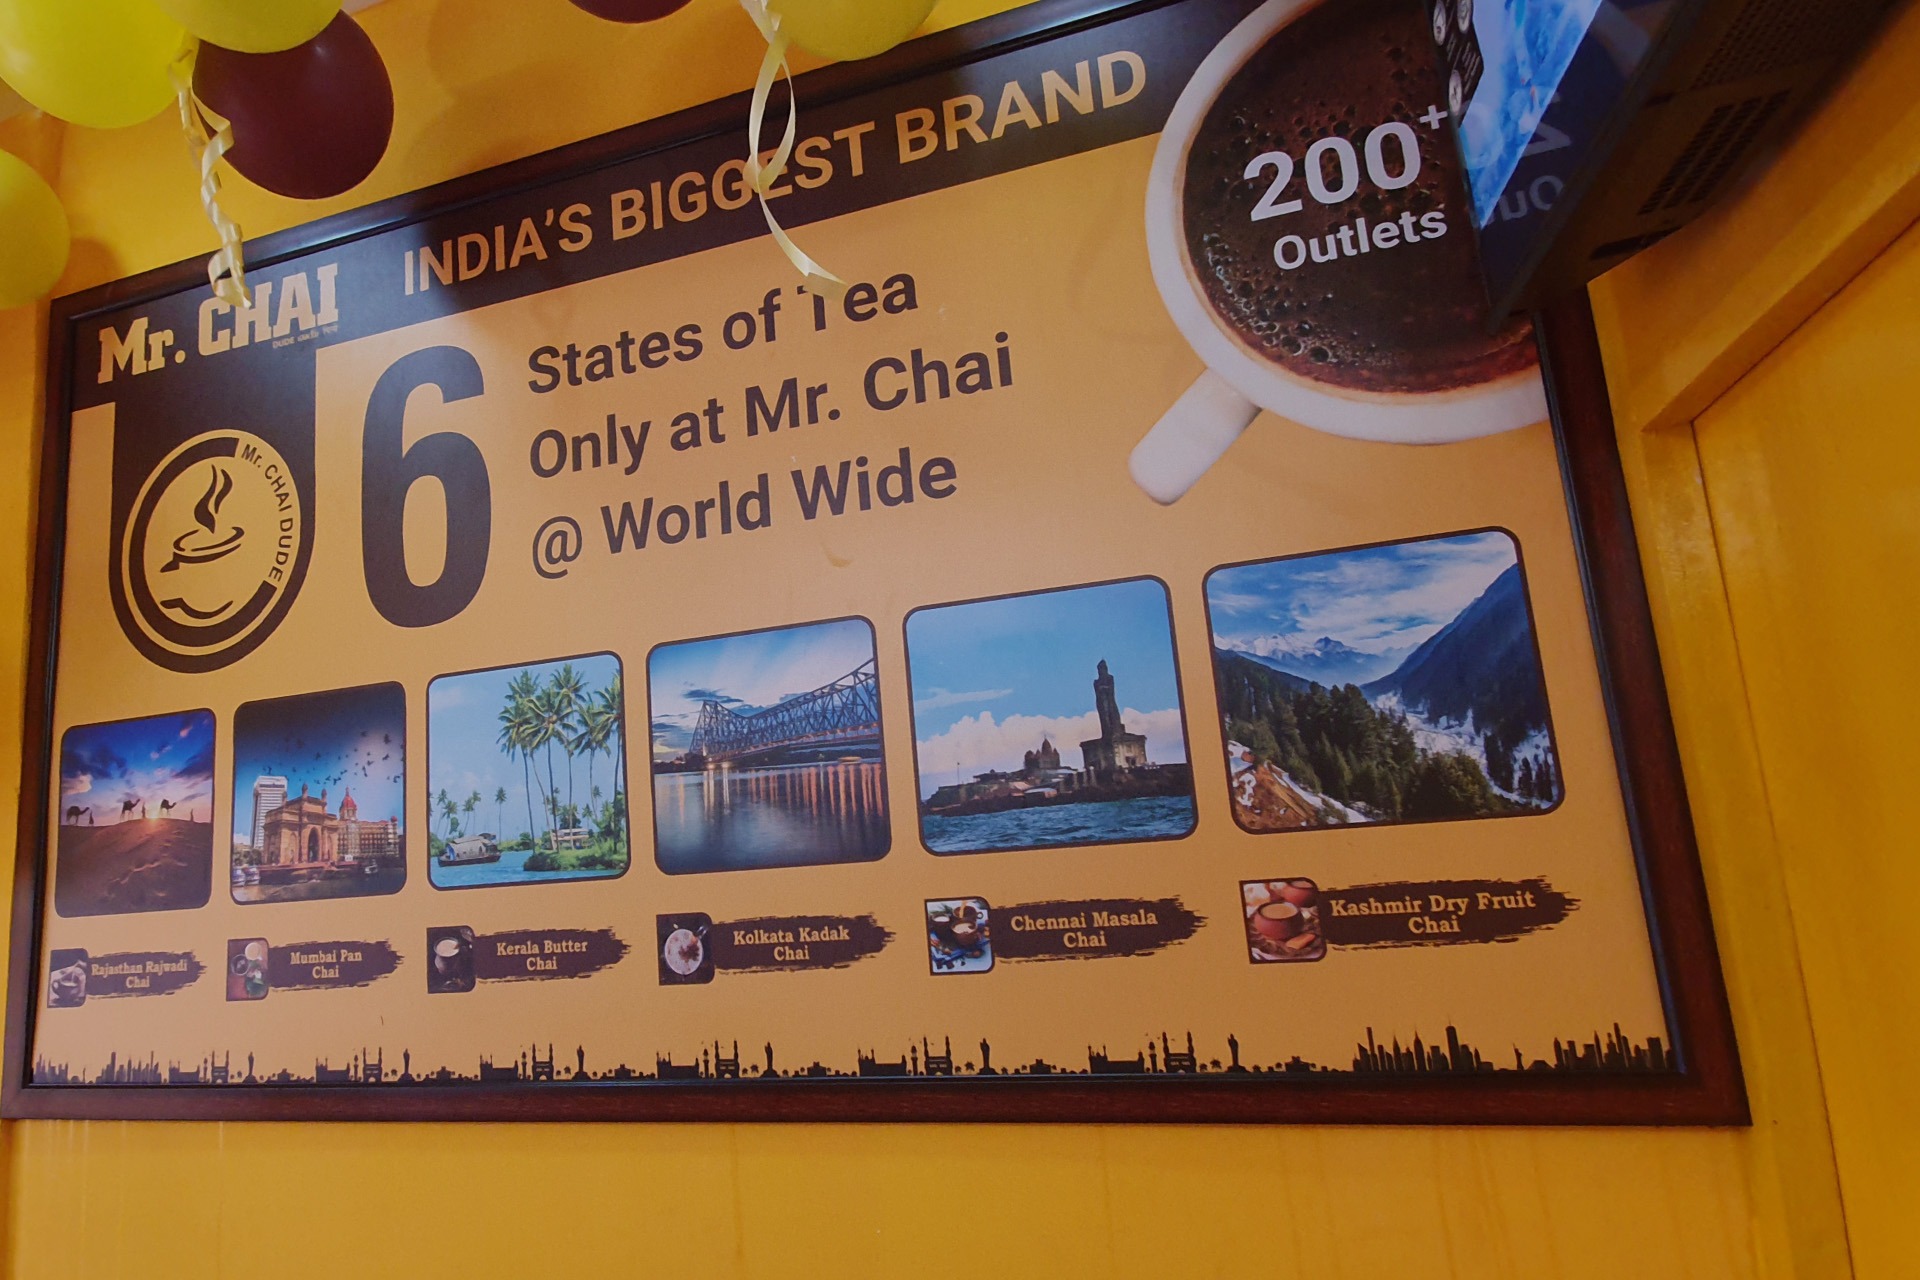 Mr. CHAI
INDIA'S BIGGEST BRAND
200+
Outlets
Mr. CHAI DUDE
6
States of Tea
Only at Mr. Chai
@ World Wide
Rajasthan Rajwadi
Chai
Mumbai Pan
Chai
Kerala Butter
Chai
Kolkata Kadak
Chai
Chennai Masala
Chai
Kashmir Dry Fruit
Chai